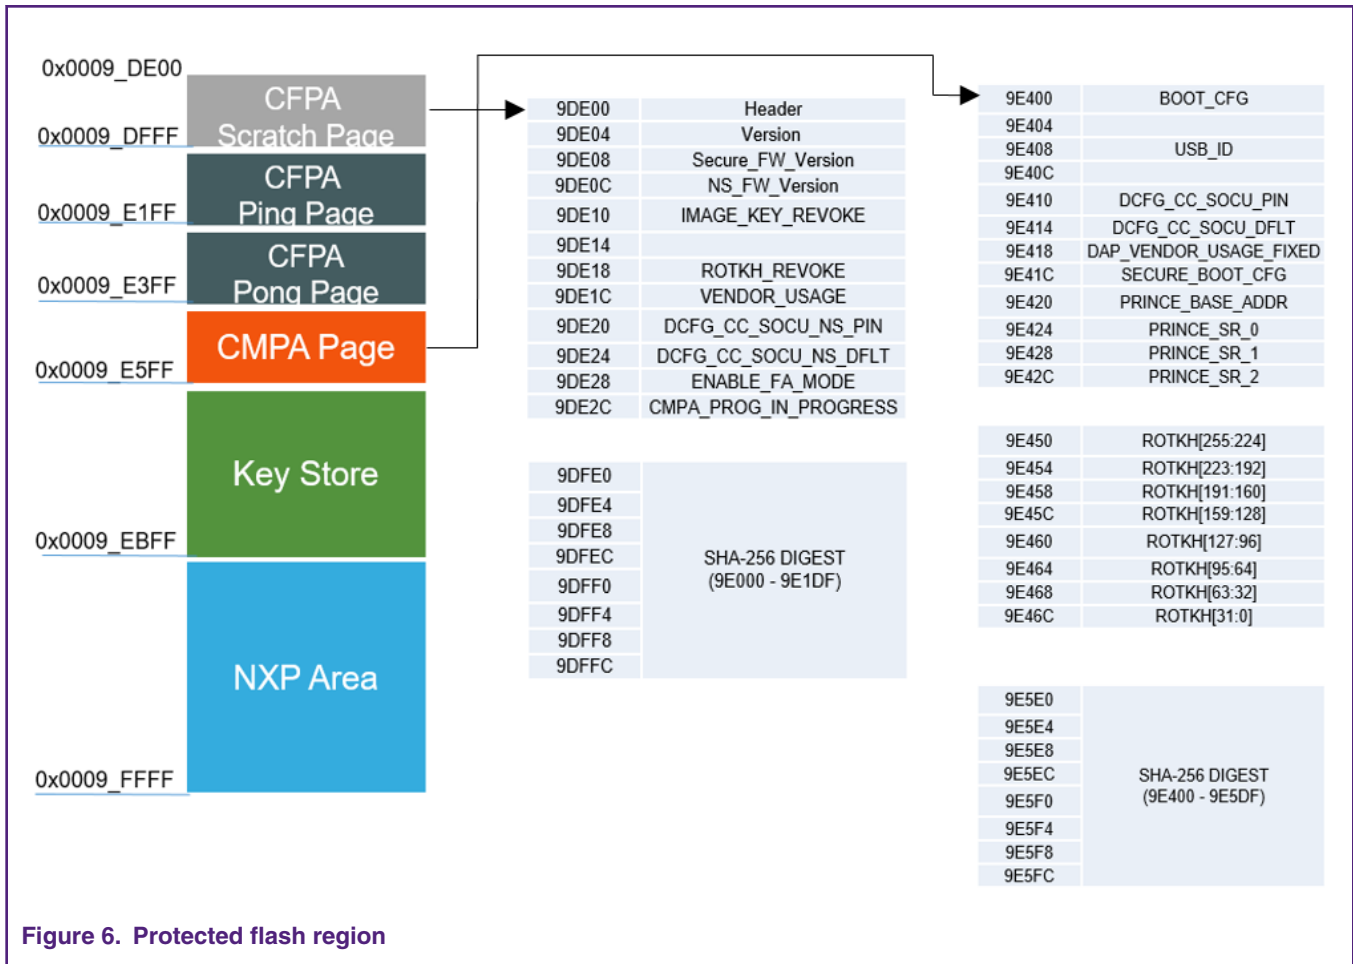 0x0009_DE00
CFPA
Scratch Page
0x0009_DFFF
CFPA
Ping Page
0x0009_E1FF
CFPA
Pong Page
0x0009_E3FF
CMPA Page
0x0009_E5FF
Key Store
0x0009_EBFF
NXP Area
0x0009_FFFF
9DE00 Header
9DE04 Version
9DE08 Secure_FW_Version
9DE0C NS_FW_Version
9DE10 IMAGE_KEY_REVOKE
9DE14
9DE18 ROTKH_REVOKE
9DE1C VENDOR_USAGE
9DE20 DCFG_CC_SOCU_NS_PIN
9DE24 DCFG_CC_SOCU_NS_DFLT
9DE28 ENABLE_FA_MODE
9DE2C CMPA_PROG_IN_PROGRESS
9DFE0
9DFE4
9DFE8
9DFEC
9DFF0
9DFF4
9DFF8
9DFFC
SHA-256 DIGEST
(9E000 - 9E1DF)
9E400 BOOT_CFG
9E404
9E408 USB_ID
9E40C
9E410 DCFG_CC_SOCU_PIN
9E414 DCFG_CC_SOCU_DFLT
9E418 DAP_VENDOR_USAGE_FIXED
9E41C SECURE_BOOT_CFG
9E420 PRINCE_BASE_ADDR
9E424 PRINCE_SR_0
9E428 PRINCE_SR_1
9E42C PRINCE_SR_2
9E450 ROTKH[255:224]
9E454 ROTKH[223:192]
9E458 ROTKH[191:160]
9E45C ROTKH[159:128]
9E460 ROTKH[127:96]
9E464 ROTKH[95:64]
9E468 ROTKH[63:32]
9E46C ROTKH[31:0]
9E5E0
9E5E4
9E5E8
9E5EC
9E5F0
9E5F4
9E5F8
9E5FC
SHA-256 DIGEST
(9E400 - 9E5DF)
Figure 6. Protected flash region